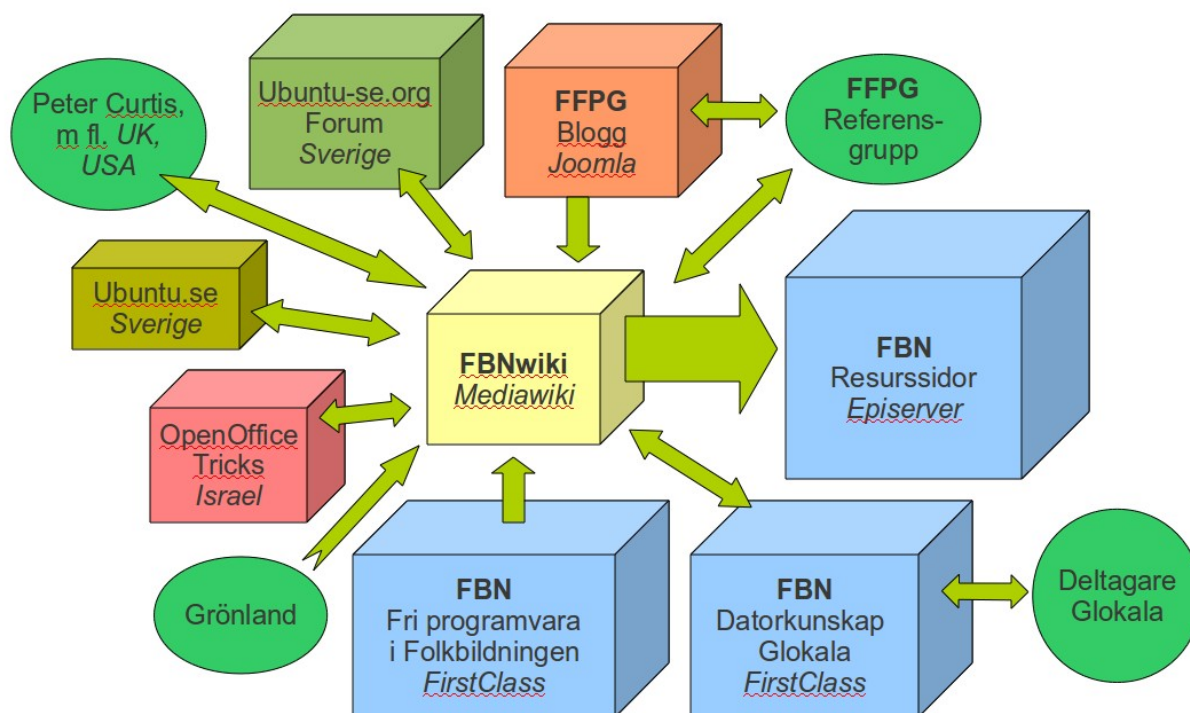 Peter Curtis,
m fl. UK,
USA
Ubuntu-se.org
Forum
Sverige
FFPG
Blogg
Joomla
FFPG
Referens-
grupp
Ubuntu.se
Sverige
FBNwiki
Mediawiki
FBN
Resurssidor
Episerver
OpenOffice
Tricks
Israel
Grönland
FBN
Fri programvara
i Folkbildningen
FirstClass
FBN
Datorkunskap
Glokala
FirstClass
Deltagare
Glokala